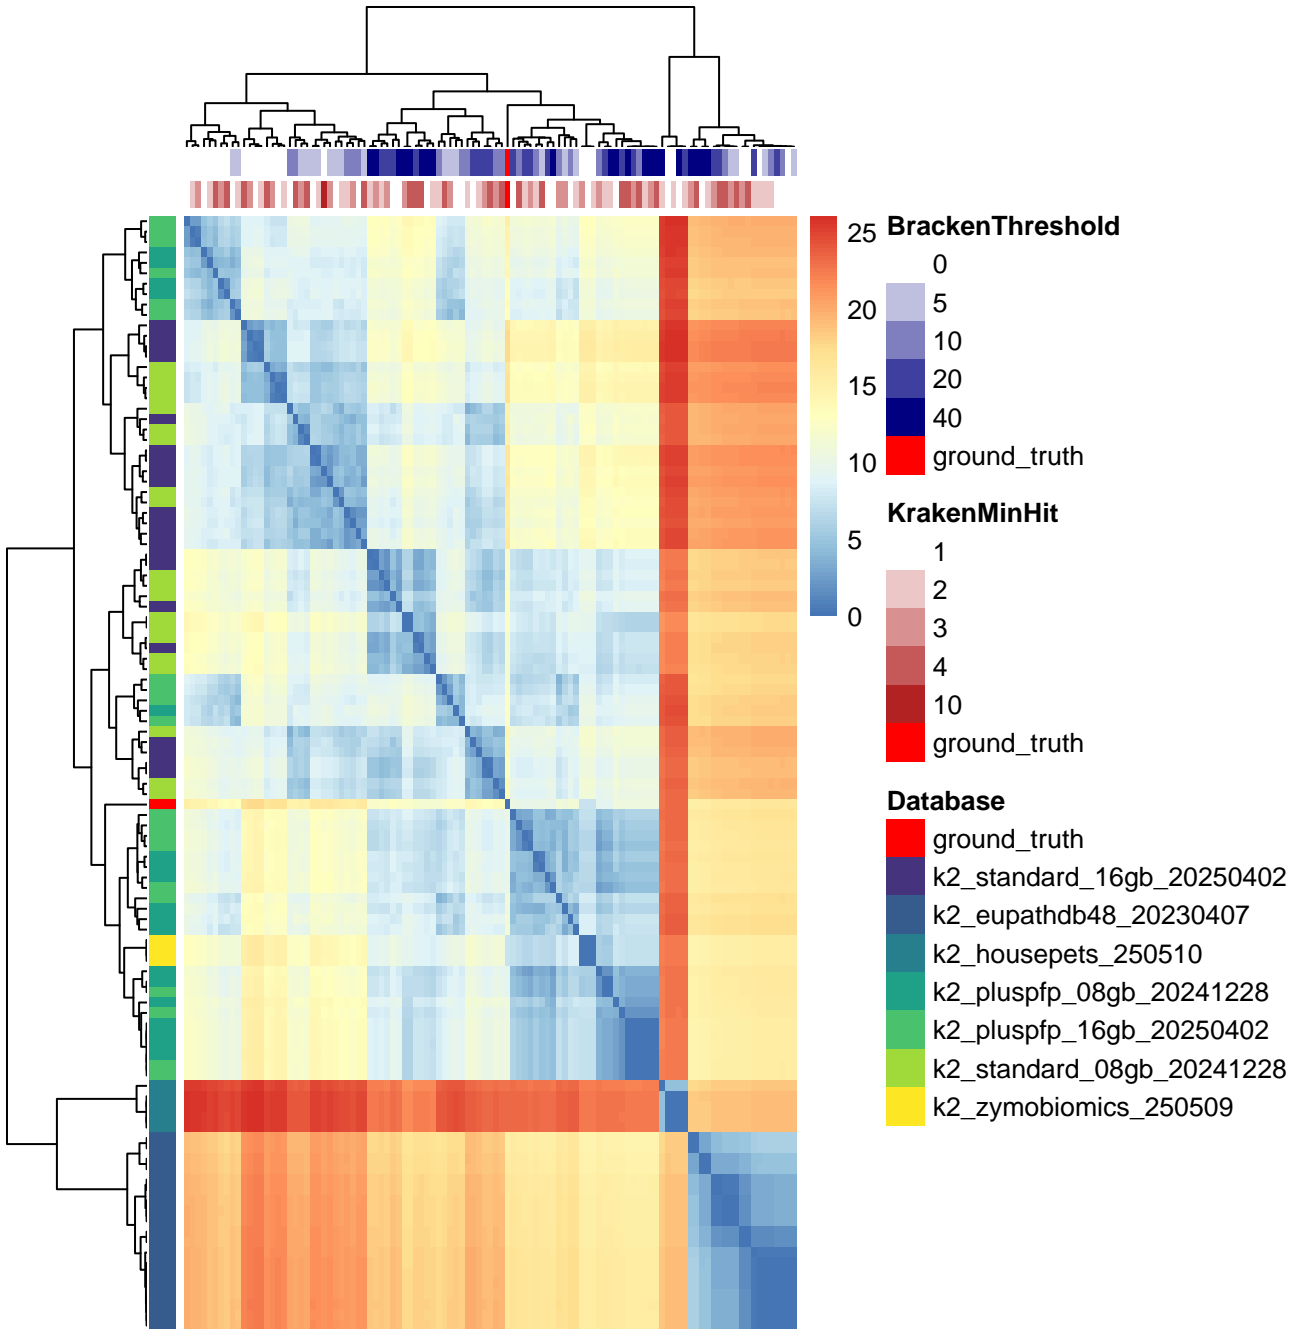 25
20
15
10
5
0
BrackenThreshold
0
5
10
20
40
ground_truth
KrakenMinHit
1
2
3
4
10
ground_truth
Database
ground_truth
k2_standard_16gb_20250402
k2_eupathdb48_20230407
k2_housepets_250510
k2_pluspfp_08gb_20241228
k2_pluspfp_16gb_20250402
k2_standard_08gb_20241228
k2_zymobiomics_250509